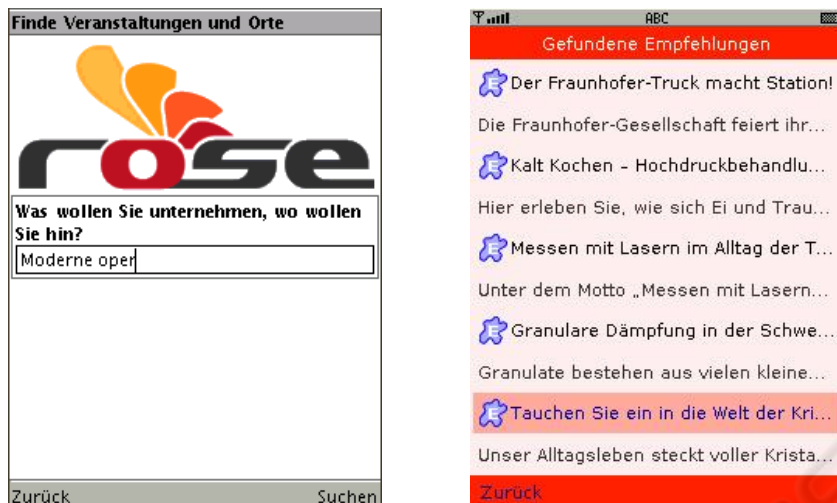 Finde Veranstaltungen und Orte
rose
Was wollen Sie unternehmen, wo wollen
Sie hin?
Moderne oper
Zurück
Suchen
ABC
Gefundene Empfehlungen
E Der Fraunhofer-Truck macht Station!
Die Fraunhofer-Gesellschaft feiert ihr...
E Kalt Kochen - Hochdruckbehandlu...
Hier erleben Sie, wie sich Ei und Trau...
E Messen mit Lasern im Alltag der T...
Unter dem Motto „Messen mit Lasern...
E Granulare Dämpfung in der Schwe...
Granulate bestehen aus vielen kleine...
E Tauchen Sie ein in die Welt der Kri...
Unser Alltagsleben steckt voller Krista...
Zurück